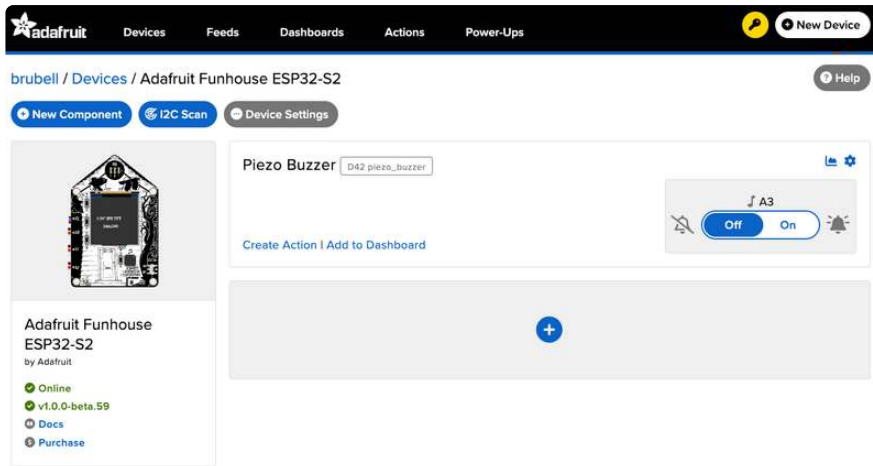 adafruit Devices Feeds Dashboards Actions Power-Ups New Device
brubell / Devices / Adafruit Funhouse ESP32-S2 Help
New Component I2C Scan Device Settings
Piezo Buzzer D42 piezo_buzzer
A3
Off On
Create Action | Add to Dashboard
Adafruit Funhouse
ESP32-S2
by Adafruit
Online
v1.0.0-beta.59
Docs
Purchase